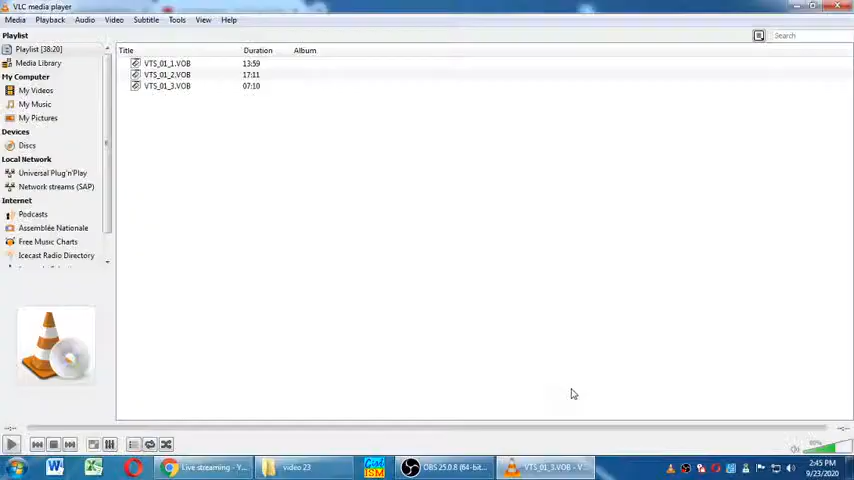 VLC media player
Media Playback Audio Video Subtitle Tools View Help
Playlist
Search
Playlist [38:20]
Media Library
My Computer
My Videos
My Music
My Pictures
Devices
Discs
Local Network
Universal Plug'n'Play
Network streams (SAP)
Internet
Podcasts
Assemblée Nationale
Free Music Charts
Icecast Radio Directory
Title Duration Album
VTS_01_1.VOB 13:59
VTS_01_2.VOB 17:11
VTS_01_3.VOB 07:10
--:-- --:--
Live streaming - Y...
video 23
ISM
OBS 25.0.8 (64-bit...
VTS_01_3.VOB - V...
2:45 PM
9/23/2020